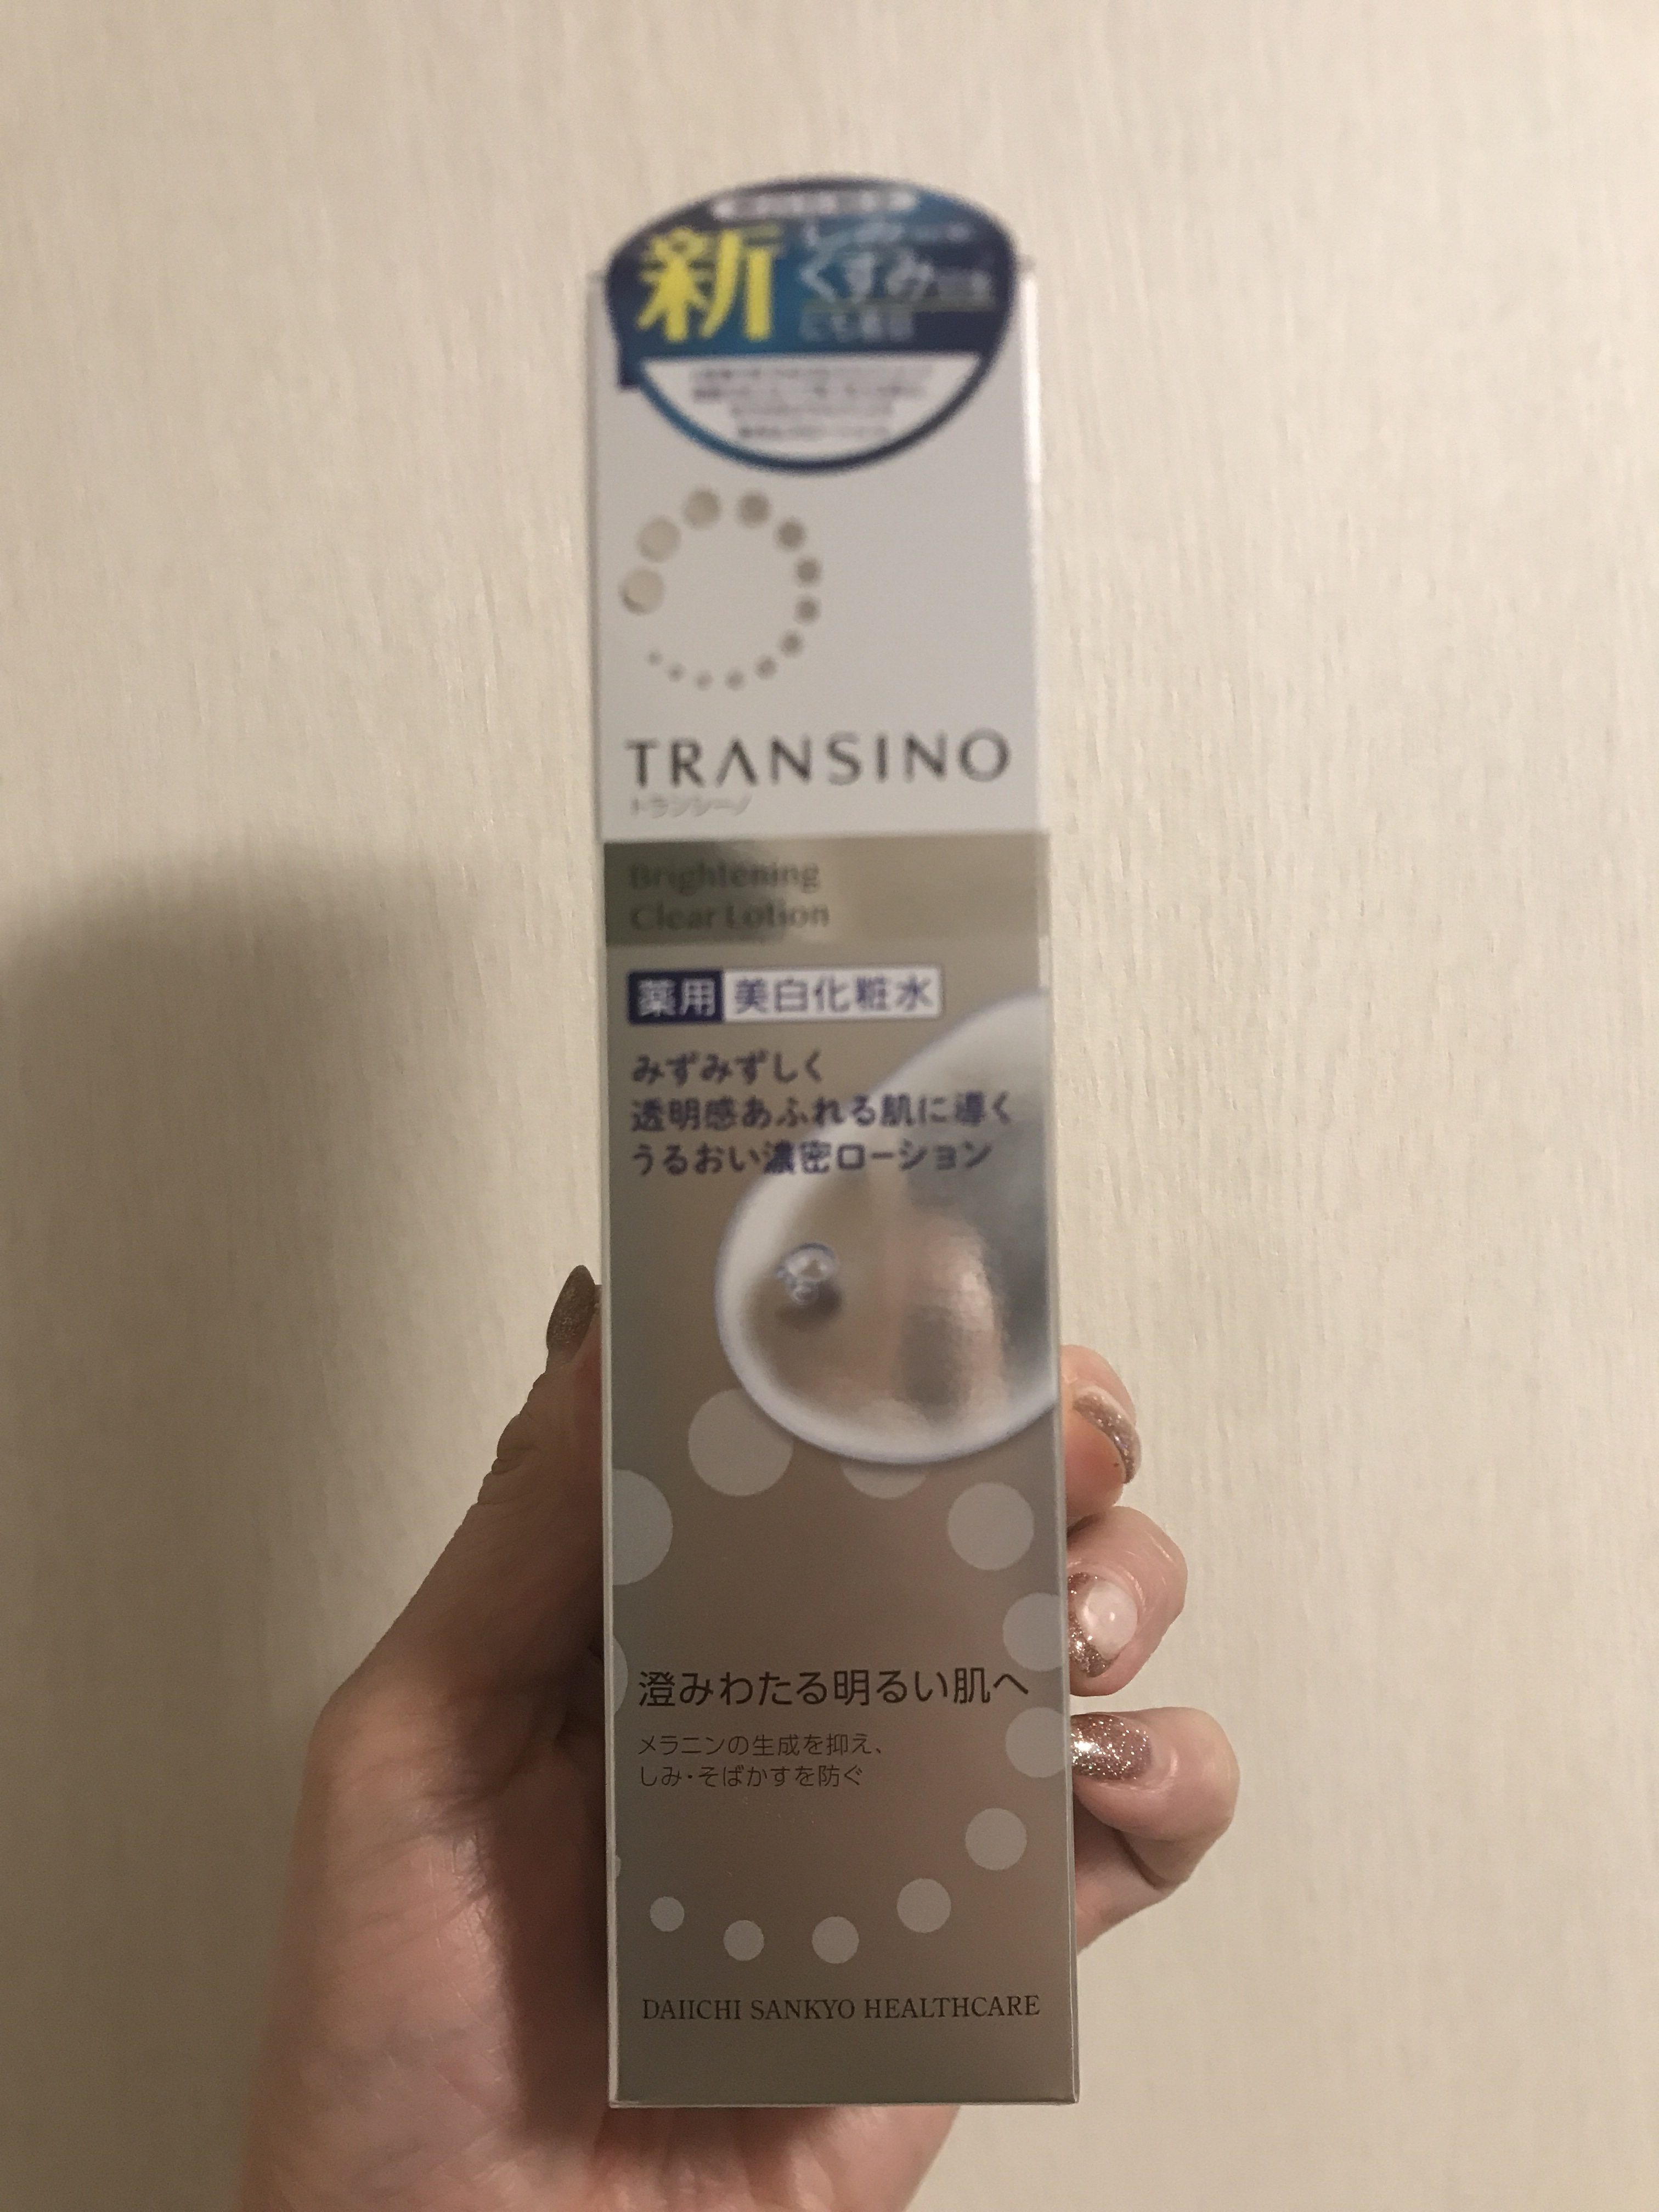 新
しみ
くすみ
TRANSINO
トランシーノ
Brightening
Clear Lotion
薬用 美白化粧水
みずみずしく
透明感あふれる肌に導く
うるおい濃密ローション
澄みわたる明るい肌へ
メラニンの生成を抑え、
しみ・そばかすを防ぐ
DAIICHI SANKYO HEALTHCARE